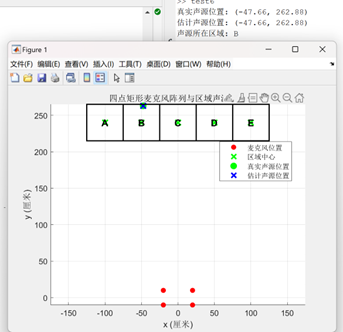 >> test6
真实声源位置: (-47.66, 262.88)
估计声源位置: (-47.66, 262.88)
声源所在区域: B
Figure 1
文件(F) 编辑(E) 查看(V) 插入(I) 工具(T) 桌面(D) 窗口(W) 帮助(H)
四点矩形麦克风阵列与区域声
250
A B C D E
200
麦克风位置
区域中心
真实声源位置
估计声源位置
150
100
50
0
y (厘米)
-150 -100 -50 0 50 100 150
x (厘米)